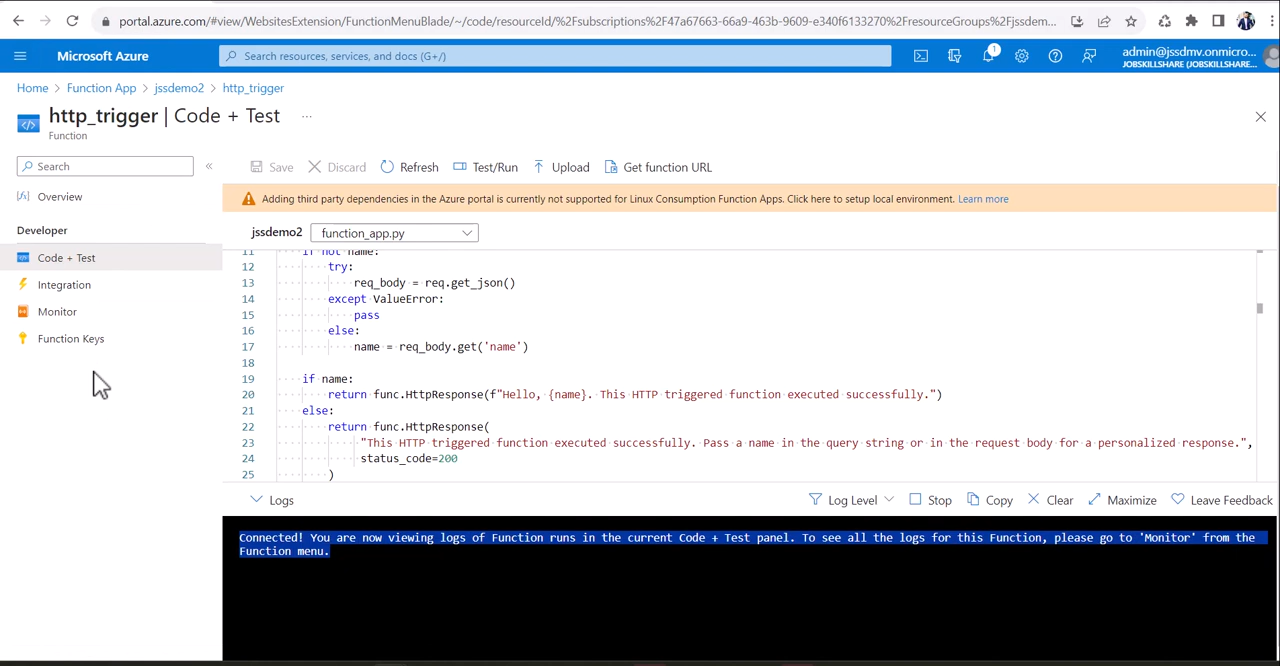 portal.azure.com/#view/WebsitesExtension/FunctionMenuBlade/~/code/resourceId/%2Fsubscriptions%2F47a67663-66a9-463b-9609-e340f6133270%2FresourceGroups%2Fjssdem...
Microsoft Azure
Search resources, services, and docs (G+/)
1
admin@jssdmv.onmicro...
JOBSKILLSHARE (JOBSKILLSHARE...
Home > Function App > jssdemo2 > http_trigger
http_trigger | Code + Test ...
Function
Search
«
Save
Discard
Refresh
Test/Run
Upload
Get function URL
Overview
Adding third party dependencies in the Azure portal is currently not supported for Linux Consumption Function Apps. Click here to setup local environment. Learn more
Developer
Code + Test
Integration
Monitor
Function Keys
jssdemo2
function_app.py
11 if not name:
12 try:
13 req_body = req.get_json()
14 except ValueError:
15 pass
16 else:
17 name = req_body.get('name')
18
19 if name:
20 return func.HttpResponse(f"Hello, {name}. This HTTP triggered function executed successfully.")
21 else:
22 return func.HttpResponse(
23 "This HTTP triggered function executed successfully. Pass a name in the query string or in the request body for a personalized response.",
24 status_code=200
25 )
Logs
Log Level
Stop
Copy
Clear
Maximize
Leave Feedback
Connected! You are now viewing logs of Function runs in the current Code + Test panel. To see all the logs for this Function, please go to 'Monitor' from the
Function menu.